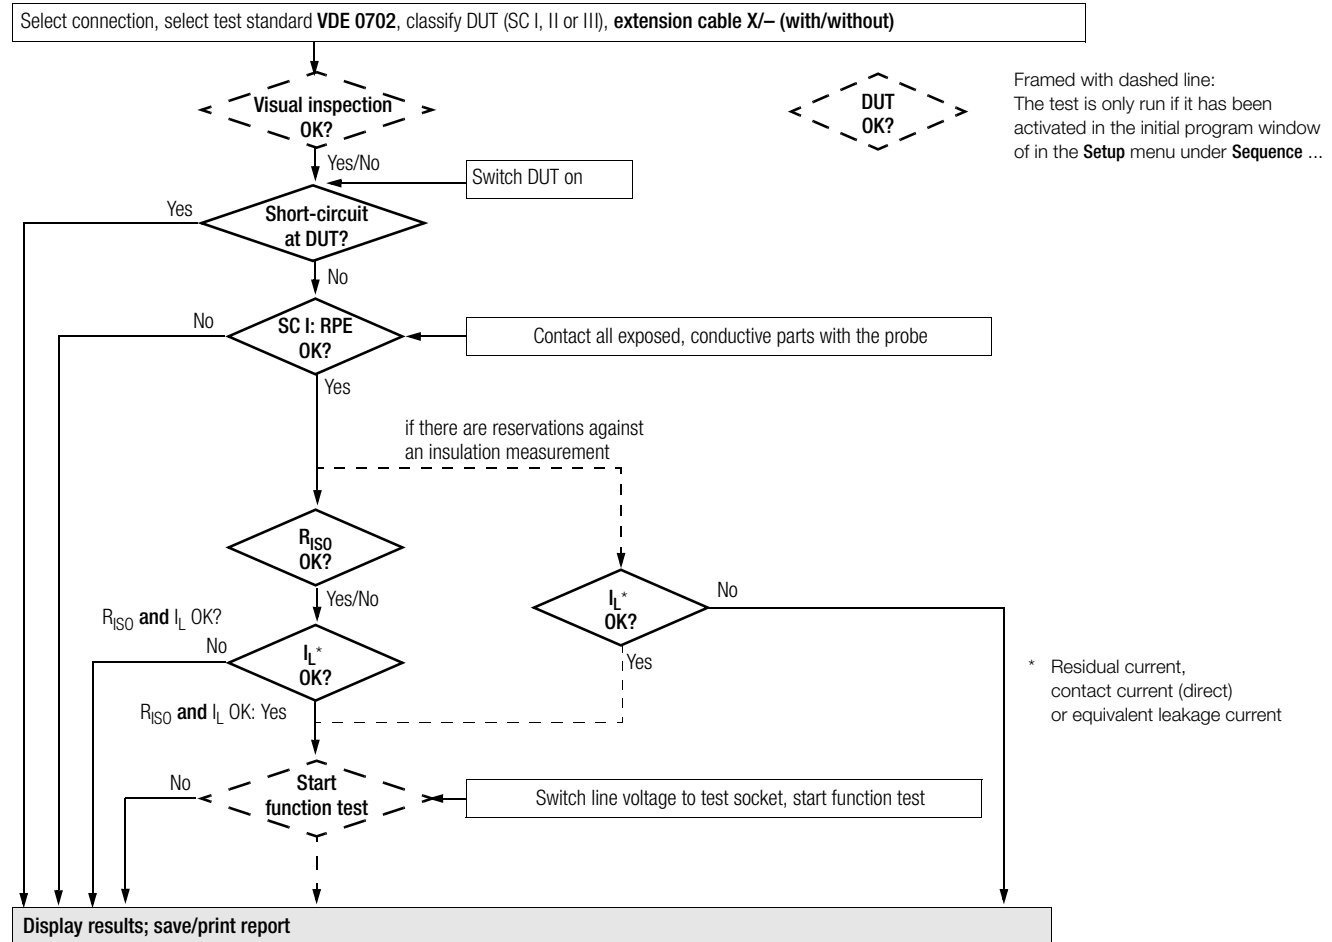 Select connection, select test standard VDE 0702, classify DUT (SC I, II or III), extension cable X/– (with/without)
Visual inspection
OK?
DUT
OK?
Framed with dashed line:
The test is only run if it has been
activated in the initial program window
of in the Setup menu under Sequence ...
Yes/No
Switch DUT on
Yes
Short-circuit
at DUT?
No
No
SC I: RPE
OK?
Contact all exposed, conductive parts with the probe
Yes
if there are reservations against
an insulation measurement
RISO
OK?
Yes/No
IL*
OK?
No
Yes
RISO and IL OK?
No
IL*
OK?
RISO and IL OK: Yes
* Residual current,
contact current (direct)
or equivalent leakage current
No
Start
function test
Switch line voltage to test socket, start function test
Display results; save/print report